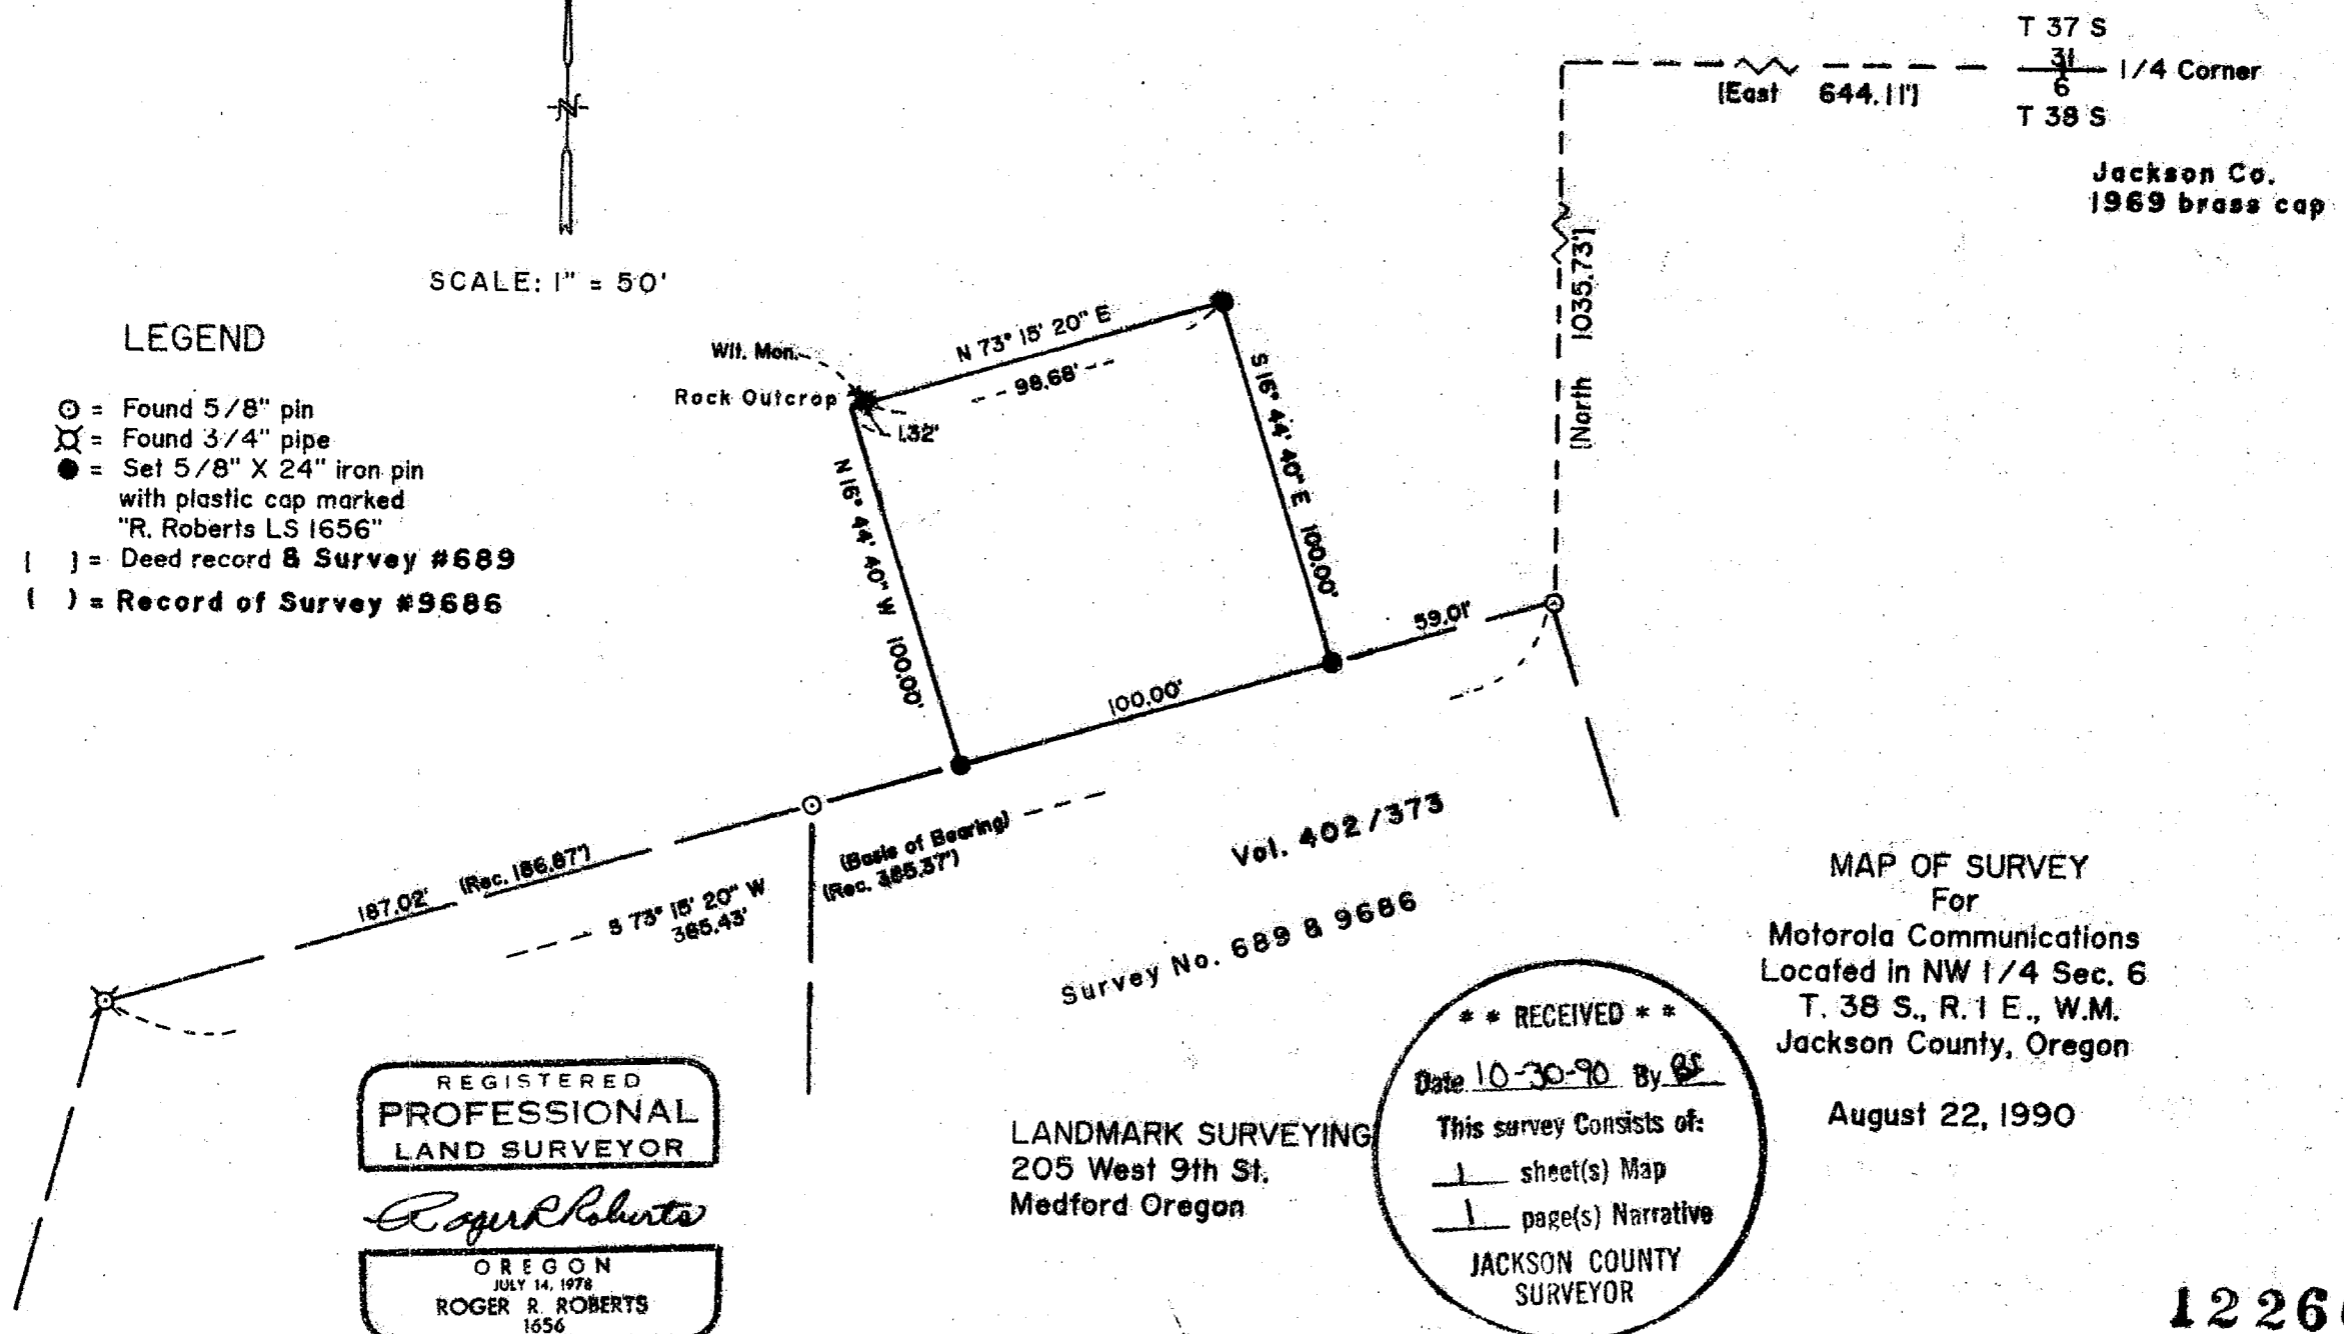 T 37 S
31
6
1/4 Corner
T 38 S
[East 644.11']
Jackson Co.
1969 brass cap
[North 1035.73']
N
SCALE: 1" = 50'
LEGEND
= Found 5/8" pin
= Found 3/4" pipe
= Set 5/8" X 24" iron pin
with plastic cap marked
"R. Roberts LS 1656"
[ ] = Deed record & Survey #689
( ) = Record of Survey #9686
Wit. Mon.
Rock Outcrop
N 73° 15' 20" E
98.68'
1.32'
S 16° 44' 40" E 100.00'
N 16° 44' 40" W 100.00'
59.01'
100.00'
187.02' (Rec. 186.87')
S 73° 15' 20" W
365.43'
(Basis of Bearing)
(Rec. 365.37')
Vol. 402/373
Survey No. 689 & 9686
MAP OF SURVEY
For
Motorola Communications
Located in NW 1/4 Sec. 6
T. 38 S., R. 1 E., W.M.
Jackson County, Oregon
August 22, 1990
REGISTERED
PROFESSIONAL
LAND SURVEYOR
Roger R Roberts
OREGON
JULY 14, 1978
ROGER R. ROBERTS
1656
LANDMARK SURVEYING
205 West 9th St.
Medford Oregon
* * RECEIVED * *
Date 10-30-90 By BS
This survey Consists of:
1 sheet(s) Map
1 page(s) Narrative
JACKSON COUNTY
SURVEYOR
1226